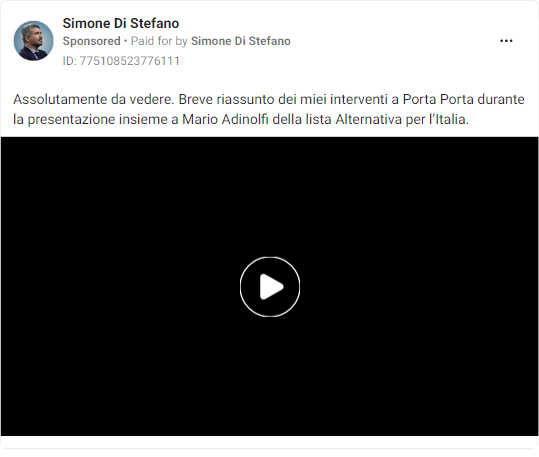 Simone Di Stefano
Sponsored • Paid for by Simone Di Stefano
ID: 775108523776111
Assolutamente da vedere. Breve riassunto dei miei interventi a Porta Porta durante
la presentazione insieme a Mario Adinolfi della lista Alternativa per l'Italia.